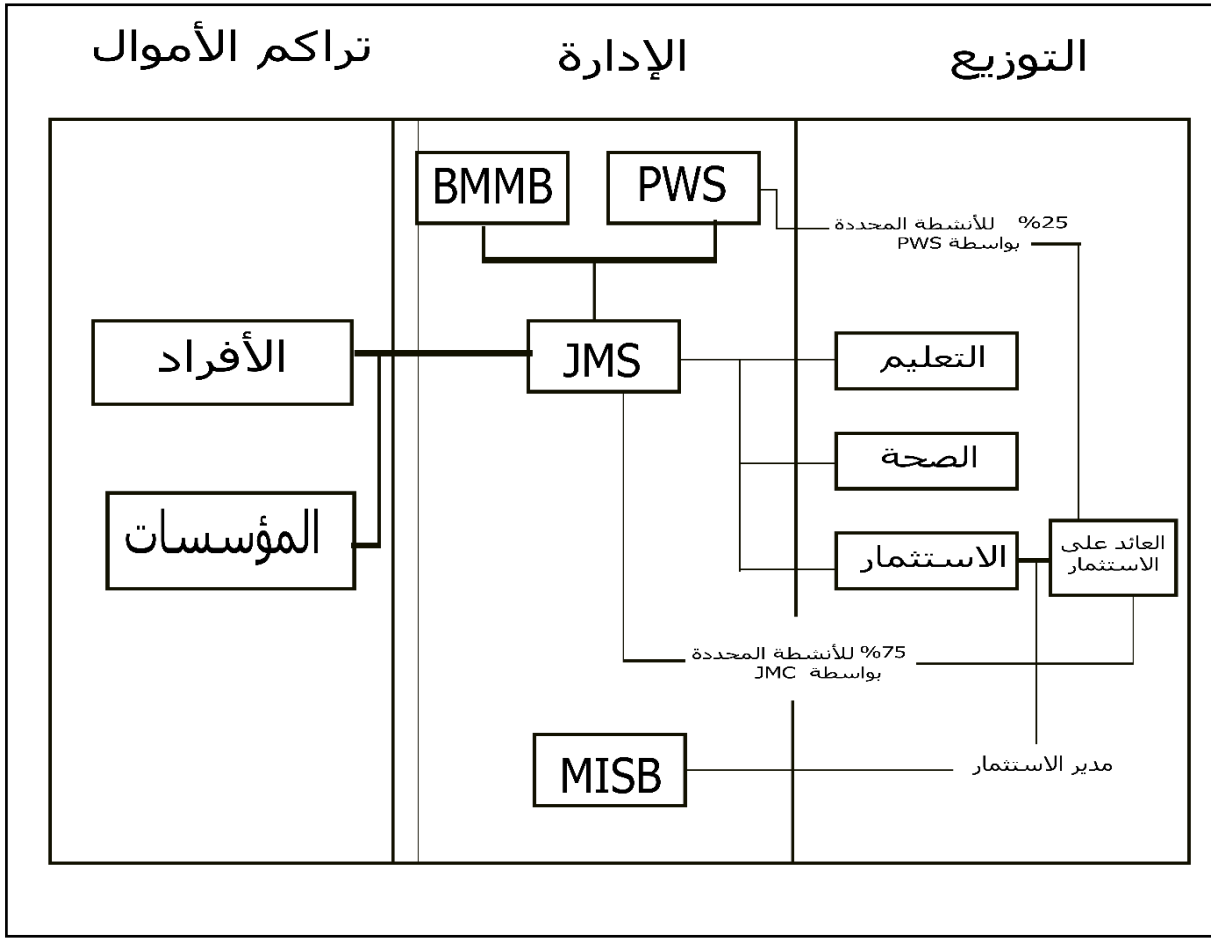 تراكم الأموال
الإدارة
التوزيع
BMMB
PWS
%25 للأنشطة المحددة
بواسطة PWS
الأفراد
JMS
التعليم
الصحة
المؤسسات
الاستثمار
العائد على
الاستثمار
%75 للأنشطة المحددة
بواسطة JMC
MISB
مدير الاستثمار